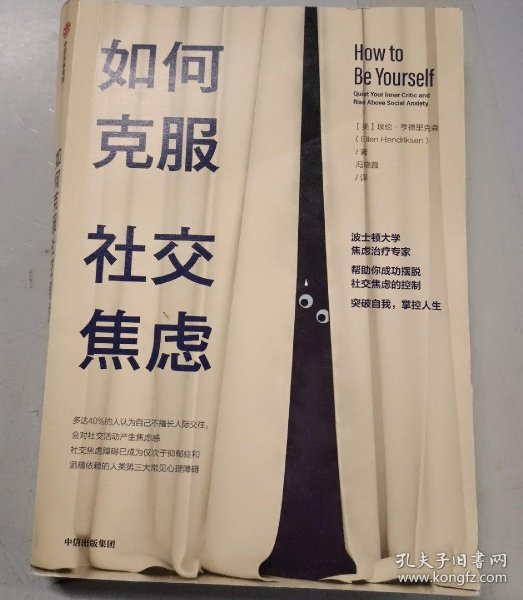 如何
克服
社交
焦虑
How to
Be Yourself
Quiet Your Inner Critic and
Rise Above Social Anxiety
[美]埃伦·亨德里克森
(Ellen Hendriksen)
/著
冯晓霞
/译
波士顿大学
焦虑治疗专家
帮助你成功摆脱
社交焦虑的控制
突破自我，掌控人生
多达40%的人认为自己不擅长人际交往，
会对社交活动产生焦虑感
社交焦虑障碍已成为仅次于抑郁症和
酒精依赖的人类第三大常见心理障碍
中信出版集团
孔夫子旧书网
www.kongfz.com